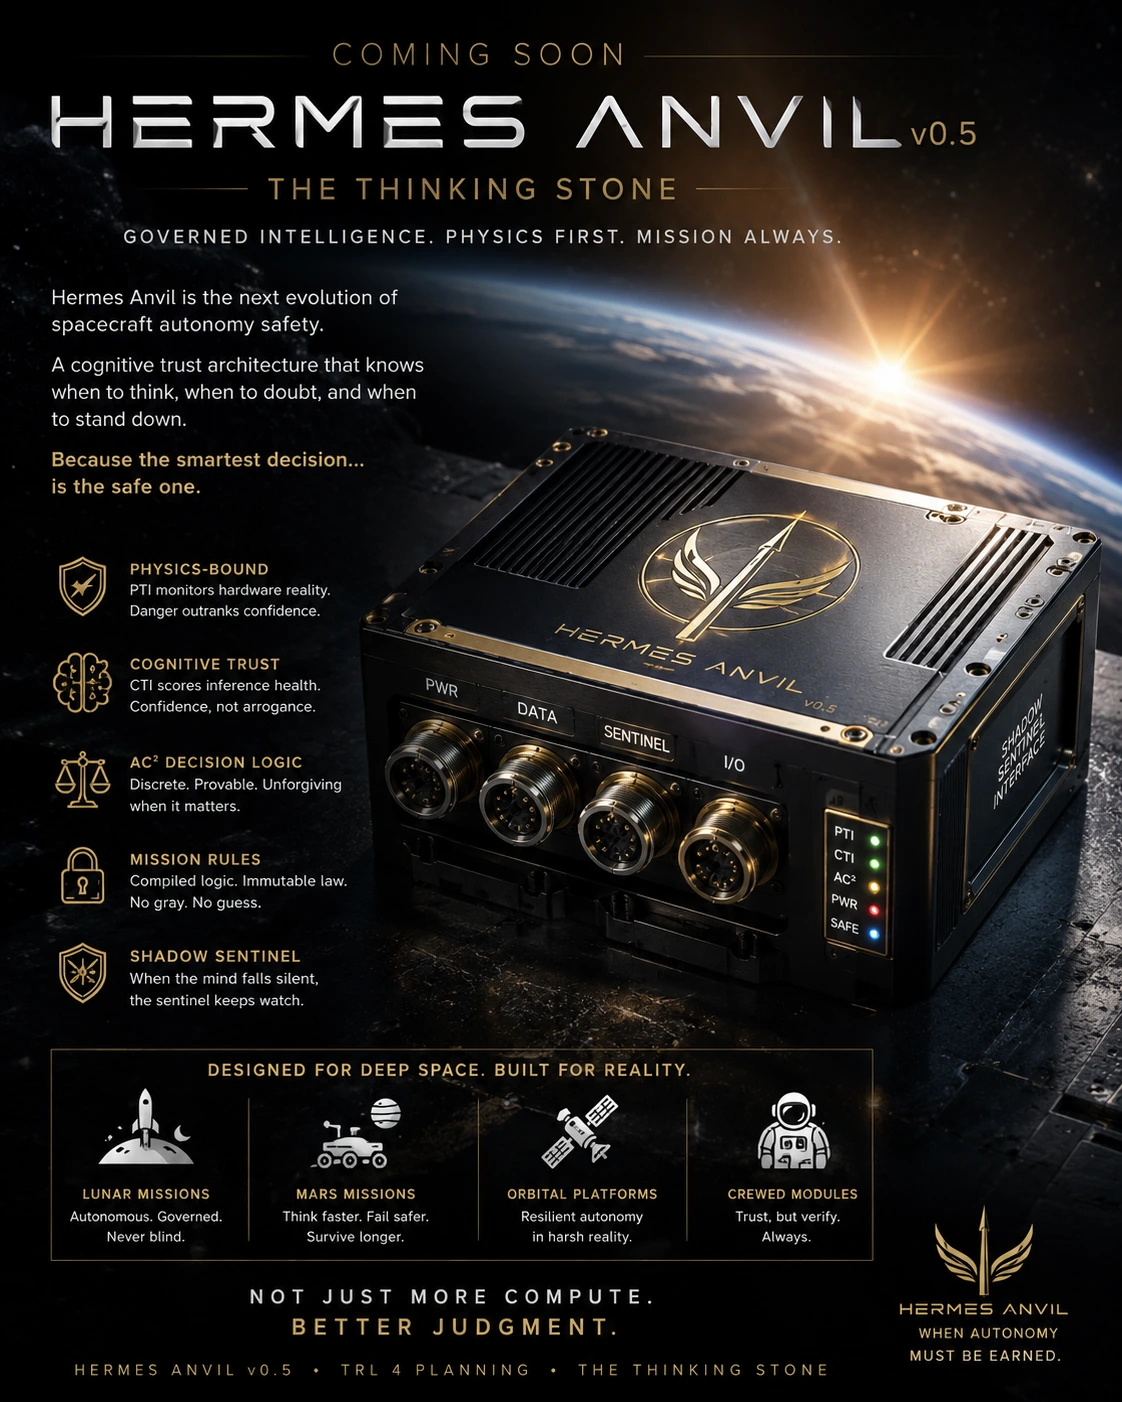 COMING SOON
HERMES ANVIL v0.5
THE THINKING STONE
GOVERNED INTELLIGENCE. PHYSICS FIRST. MISSION ALWAYS.
Hermes Anvil is the next evolution of
spacecraft autonomy safety.
A cognitive trust architecture that knows
when to think, when to doubt, and when
to stand down.
Because the smartest decision...
is the safe one.
PHYSICS-BOUND
PTI monitors hardware reality.
Danger outranks confidence.
COGNITIVE TRUST
CTI scores inference health.
Confidence, not arrogance.
AC² DECISION LOGIC
Discrete. Provable. Unforgiving
when it matters.
MISSION RULES
Compiled logic. Immutable law.
No gray. No guess.
SHADOW SENTINEL
When the mind falls silent,
the sentinel keeps watch.
HERMES ANVIL
v0.5
PWR
DATA
SENTINEL
I/O
PTI
CTI
AC²
PWR
SAFE
SHADOW
SENTINEL
INTERFACE
DESIGNED FOR DEEP SPACE. BUILT FOR REALITY.
LUNAR MISSIONS
Autonomous. Governed.
Never blind.
MARS MISSIONS
Think faster. Fail safer.
Survive longer.
ORBITAL PLATFORMS
Resilient autonomy
in harsh reality.
CREWED MODULES
Trust, but verify.
Always.
NOT JUST MORE COMPUTE.
BETTER JUDGMENT.
HERMES ANVIL v0.5 • TRL 4 PLANNING • THE THINKING STONE
HERMES ANVIL
WHEN AUTONOMY
MUST BE EARNED.